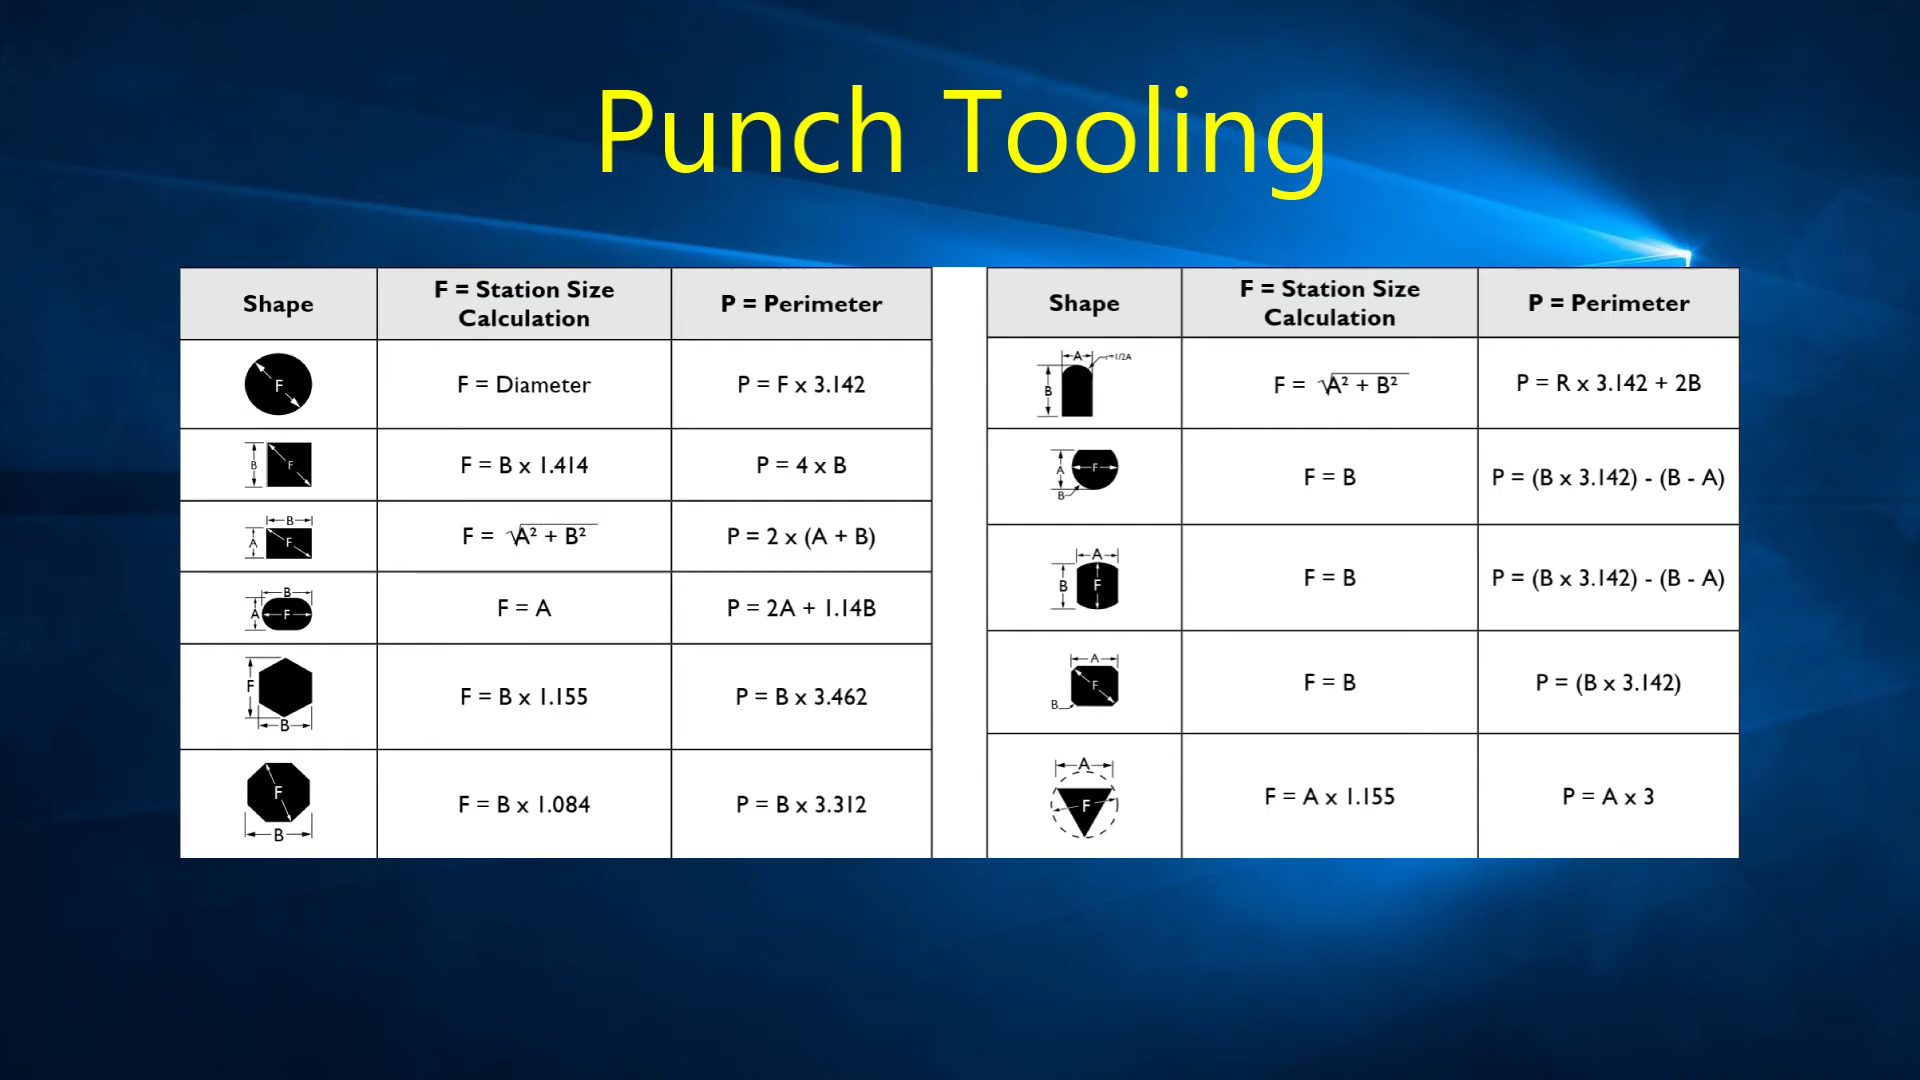 Punch Tooling
Shape
F = Station Size
Calculation
P = Perimeter
F
F = Diameter
P = F x 3.142
B
F
F = B x 1.414
P = 4 x B
B
A
F
F = √A² + B²
P = 2 x (A + B)
B
A
F
F = A
P = 2A + 1.14B
F
B
F = B x 1.155
P = B x 3.462
F
B
F = B x 1.084
P = B x 3.312
Shape
F = Station Size
Calculation
P = Perimeter
A
r=1/2A
B
F = √A² + B²
P = R x 3.142 + 2B
A
F
B
F = B
P = (B x 3.142) - (B - A)
A
B
F
F = B
P = (B x 3.142) - (B - A)
A
F
B
F = B
P = (B x 3.142)
A
F
F = A x 1.155
P = A x 3